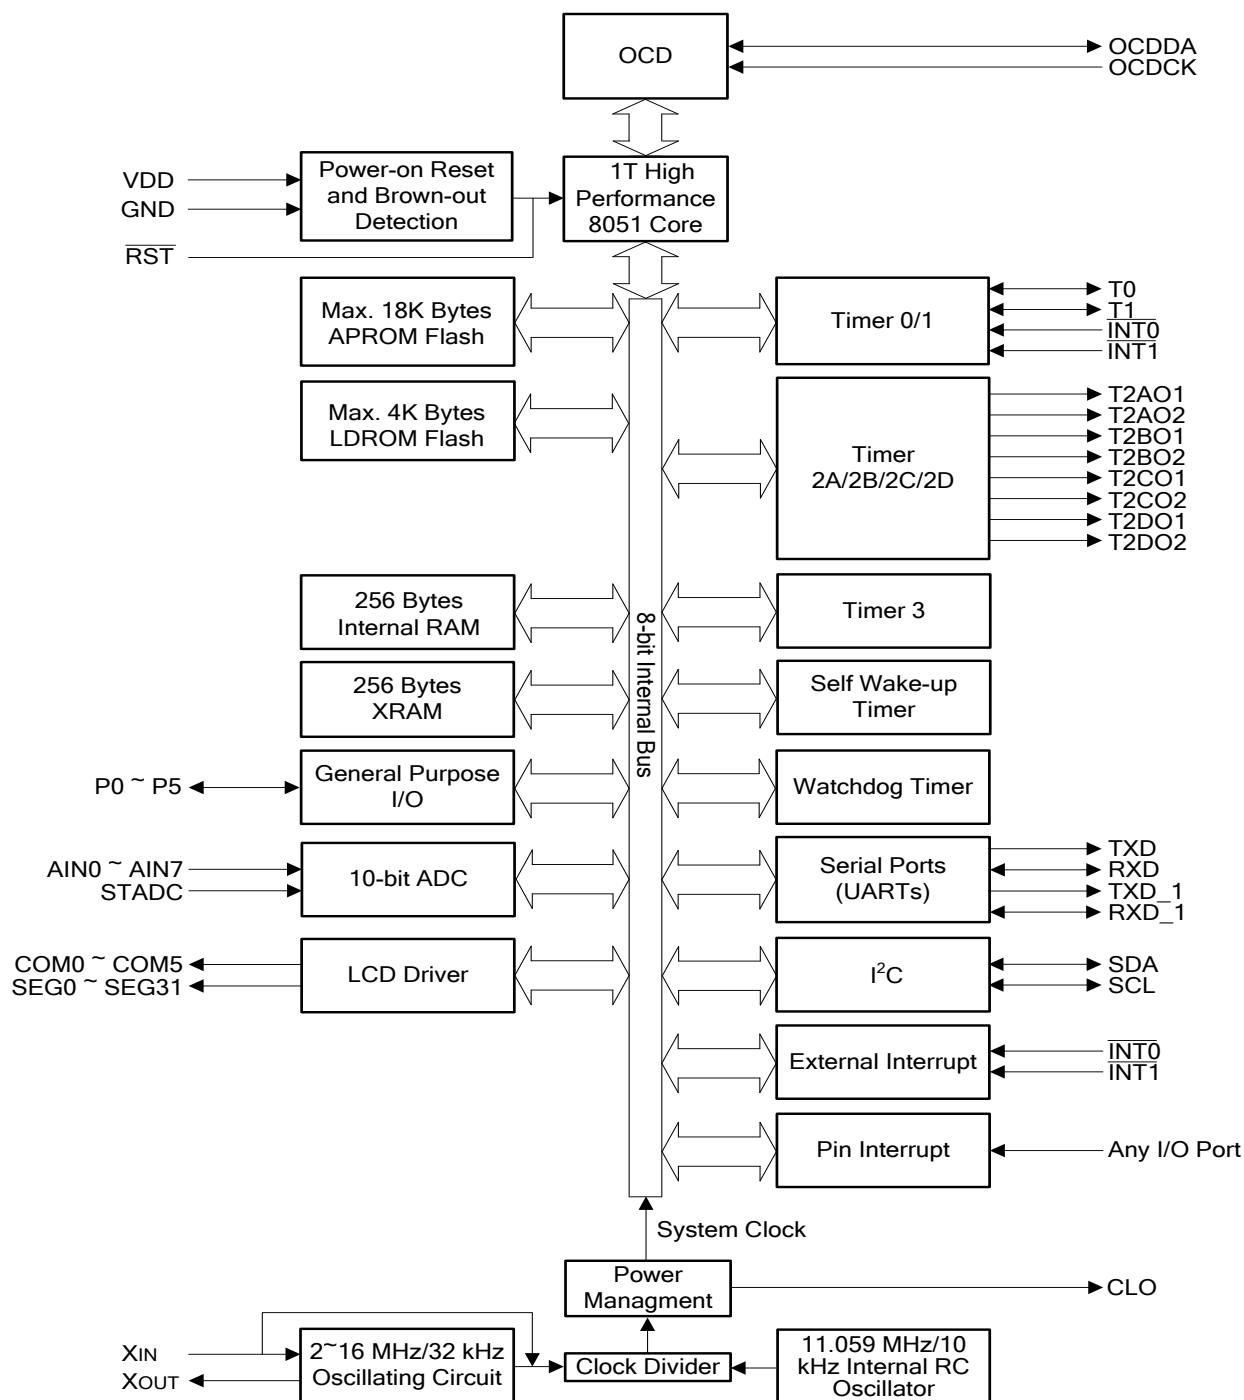 OCD
OCDDA
OCDCK
VDD
GND
RST
Power-on Reset
and Brown-out
Detection
1T High
Performance
8051 Core
Max. 18K Bytes
APROM Flash
Timer 0/1
T0
T1
INT0
INT1
Max. 4K Bytes
LDROM Flash
Timer
2A/2B/2C/2D
T2AO1
T2AO2
T2BO1
T2BO2
T2CO1
T2CO2
T2DO1
T2DO2
8-bit Internal Bus
256 Bytes
Internal RAM
Timer 3
256 Bytes
XRAM
Self Wake-up
Timer
P0 ~ P5
General Purpose
I/O
Watchdog Timer
AIN0 ~ AIN7
STADC
10-bit ADC
Serial Ports
(UARTs)
TXD
RXD
TXD_1
RXD_1
COM0 ~ COM5
SEG0 ~ SEG31
LCD Driver
I²C
SDA
SCL
External Interrupt
INT0
INT1
Pin Interrupt
Any I/O Port
System Clock
Power
Managment
CLO
XIN
XOUT
2~16 MHz/32 kHz
Oscillating Circuit
Clock Divider
11.059 MHz/10
kHz Internal RC
Oscillator